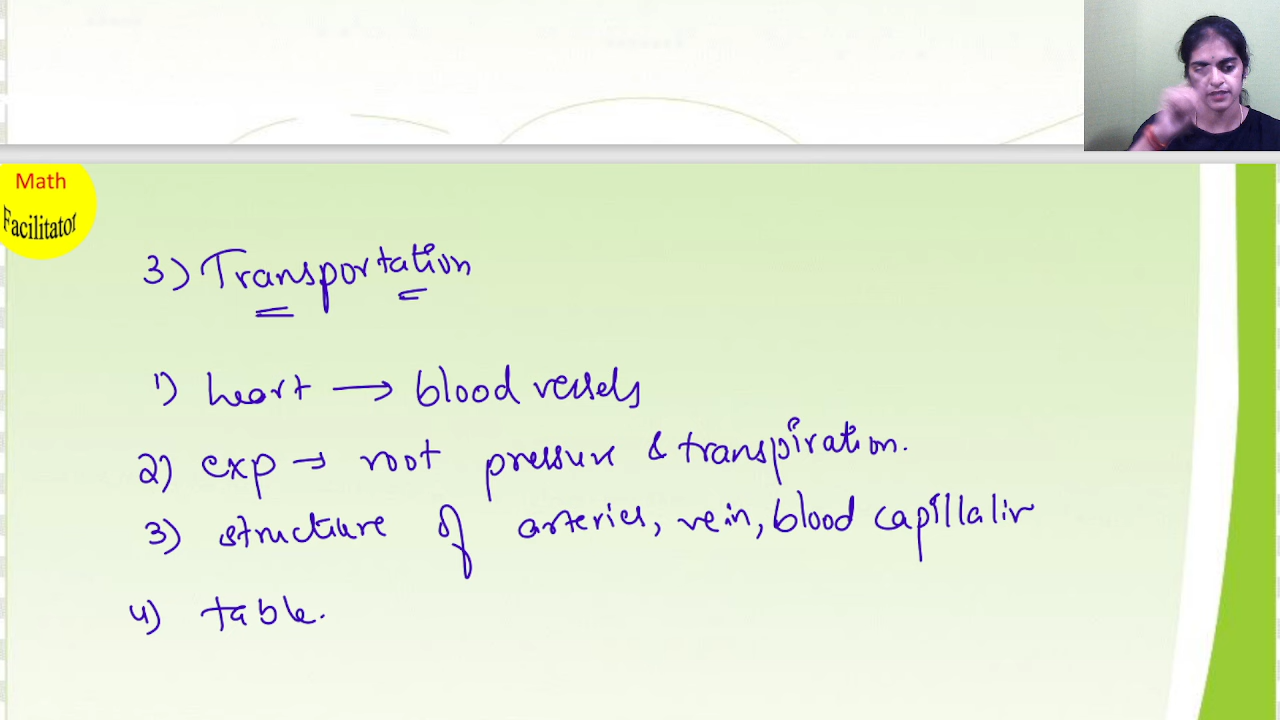 Math
Facilitator
3) Transportation
1) heart → blood vessels
2) exp → root pressure & transpiration.
3) structure of arteries, vein, blood capillalir
4) table.